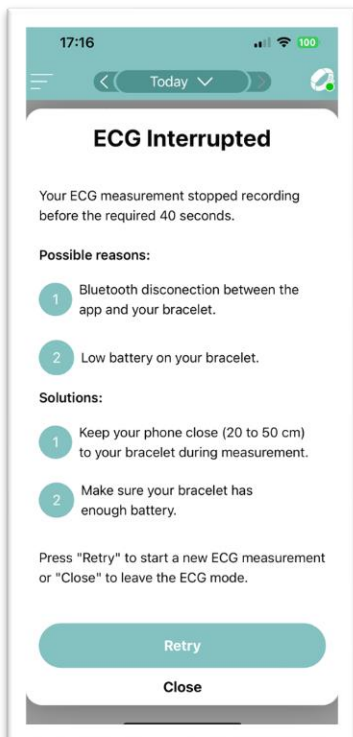 17:16
100
Today
ECG Interrupted
Your ECG measurement stopped recording
before the required 40 seconds.
Possible reasons:
1 Bluetooth disconection between the
app and your bracelet.
2 Low battery on your bracelet.
Solutions:
1 Keep your phone close (20 to 50 cm)
to your bracelet during measurement.
2 Make sure your bracelet has
enough battery.
Press "Retry" to start a new ECG measurement
or "Close" to leave the ECG mode.
Retry
Close